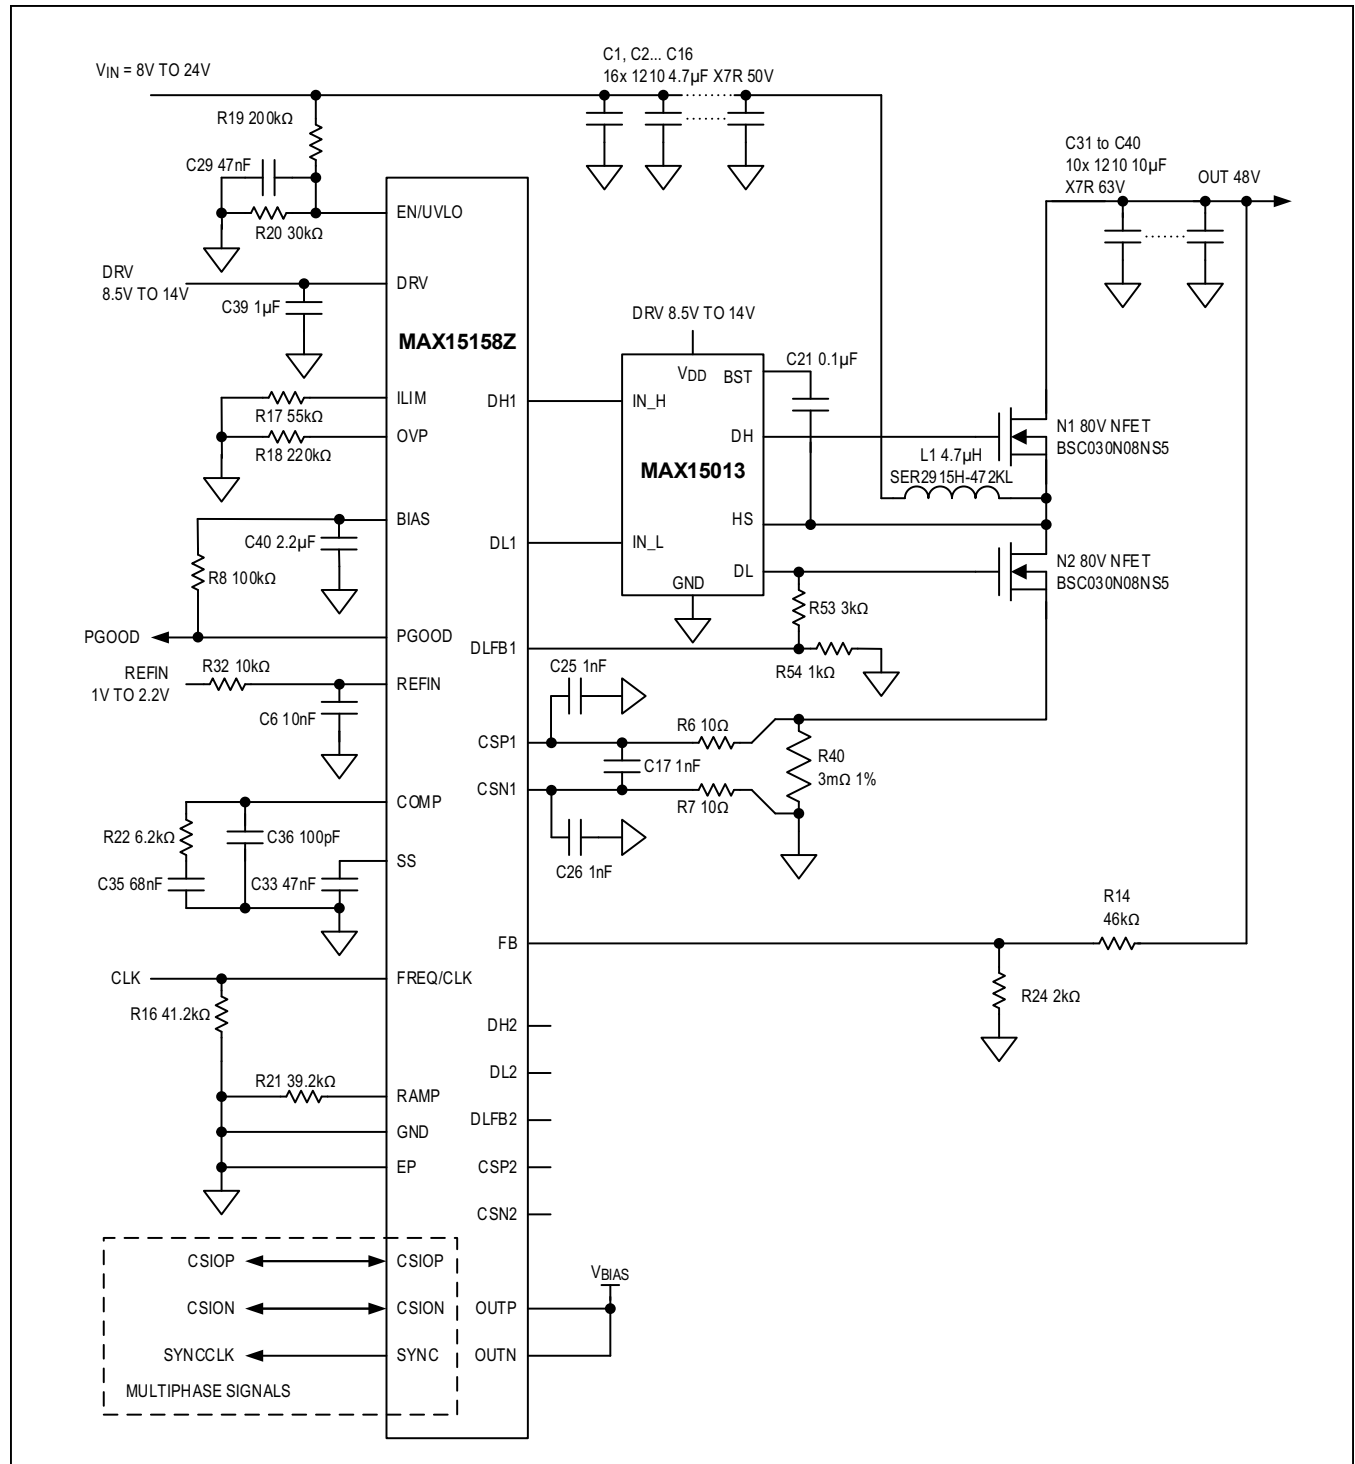 VIN = 8V TO 24V
C1, C2... C16
16x 1210 4.7µF X7R 50V
R19 200kΩ
C29 47nF
R20 30kΩ
EN/UVLO
C31 to C40
10x 1210 10µF
X7R 63V
OUT 48V
DRV
8.5V TO 14V
DRV
C39 1µF
MAX15158Z
DRV 8.5V TO 14V
VDD
BST
C21 0.1µF
ILIM
R17 55kΩ
OVP
R18 220kΩ
DH1
IN_H
DH
MAX15013
N1 80V NFET
BSC030N08NS5
L1 4.7µH
SER2915H-472KL
BIAS
C40 2.2µF
R8 100kΩ
HS
DL1
IN_L
DL
GND
N2 80V NFET
BSC030N08NS5
R53 3kΩ
PGOOD
PGOOD
DLFB1
R54 1kΩ
REFIN
1V TO 2.2V
R32 10kΩ
REFIN
C6 10nF
C25 1nF
CSP1
R6 10Ω
C17 1nF
R40
3mΩ 1%
CSN1
R7 10Ω
C26 1nF
COMP
R22 6.2kΩ
C36 100pF
SS
C35 68nF
C33 47nF
FB
R14
46kΩ
R24 2kΩ
CLK
FREQ/CLK
R16 41.2kΩ
DH2
DL2
R21 39.2kΩ
RAMP
DLFB2
GND
EP
CSP2
CSN2
CSIOP
CSIOP
CSION
CSION
SYNCCLK
SYNC
MULTIPHASE SIGNALS
VBIAS
OUTP
OUTN